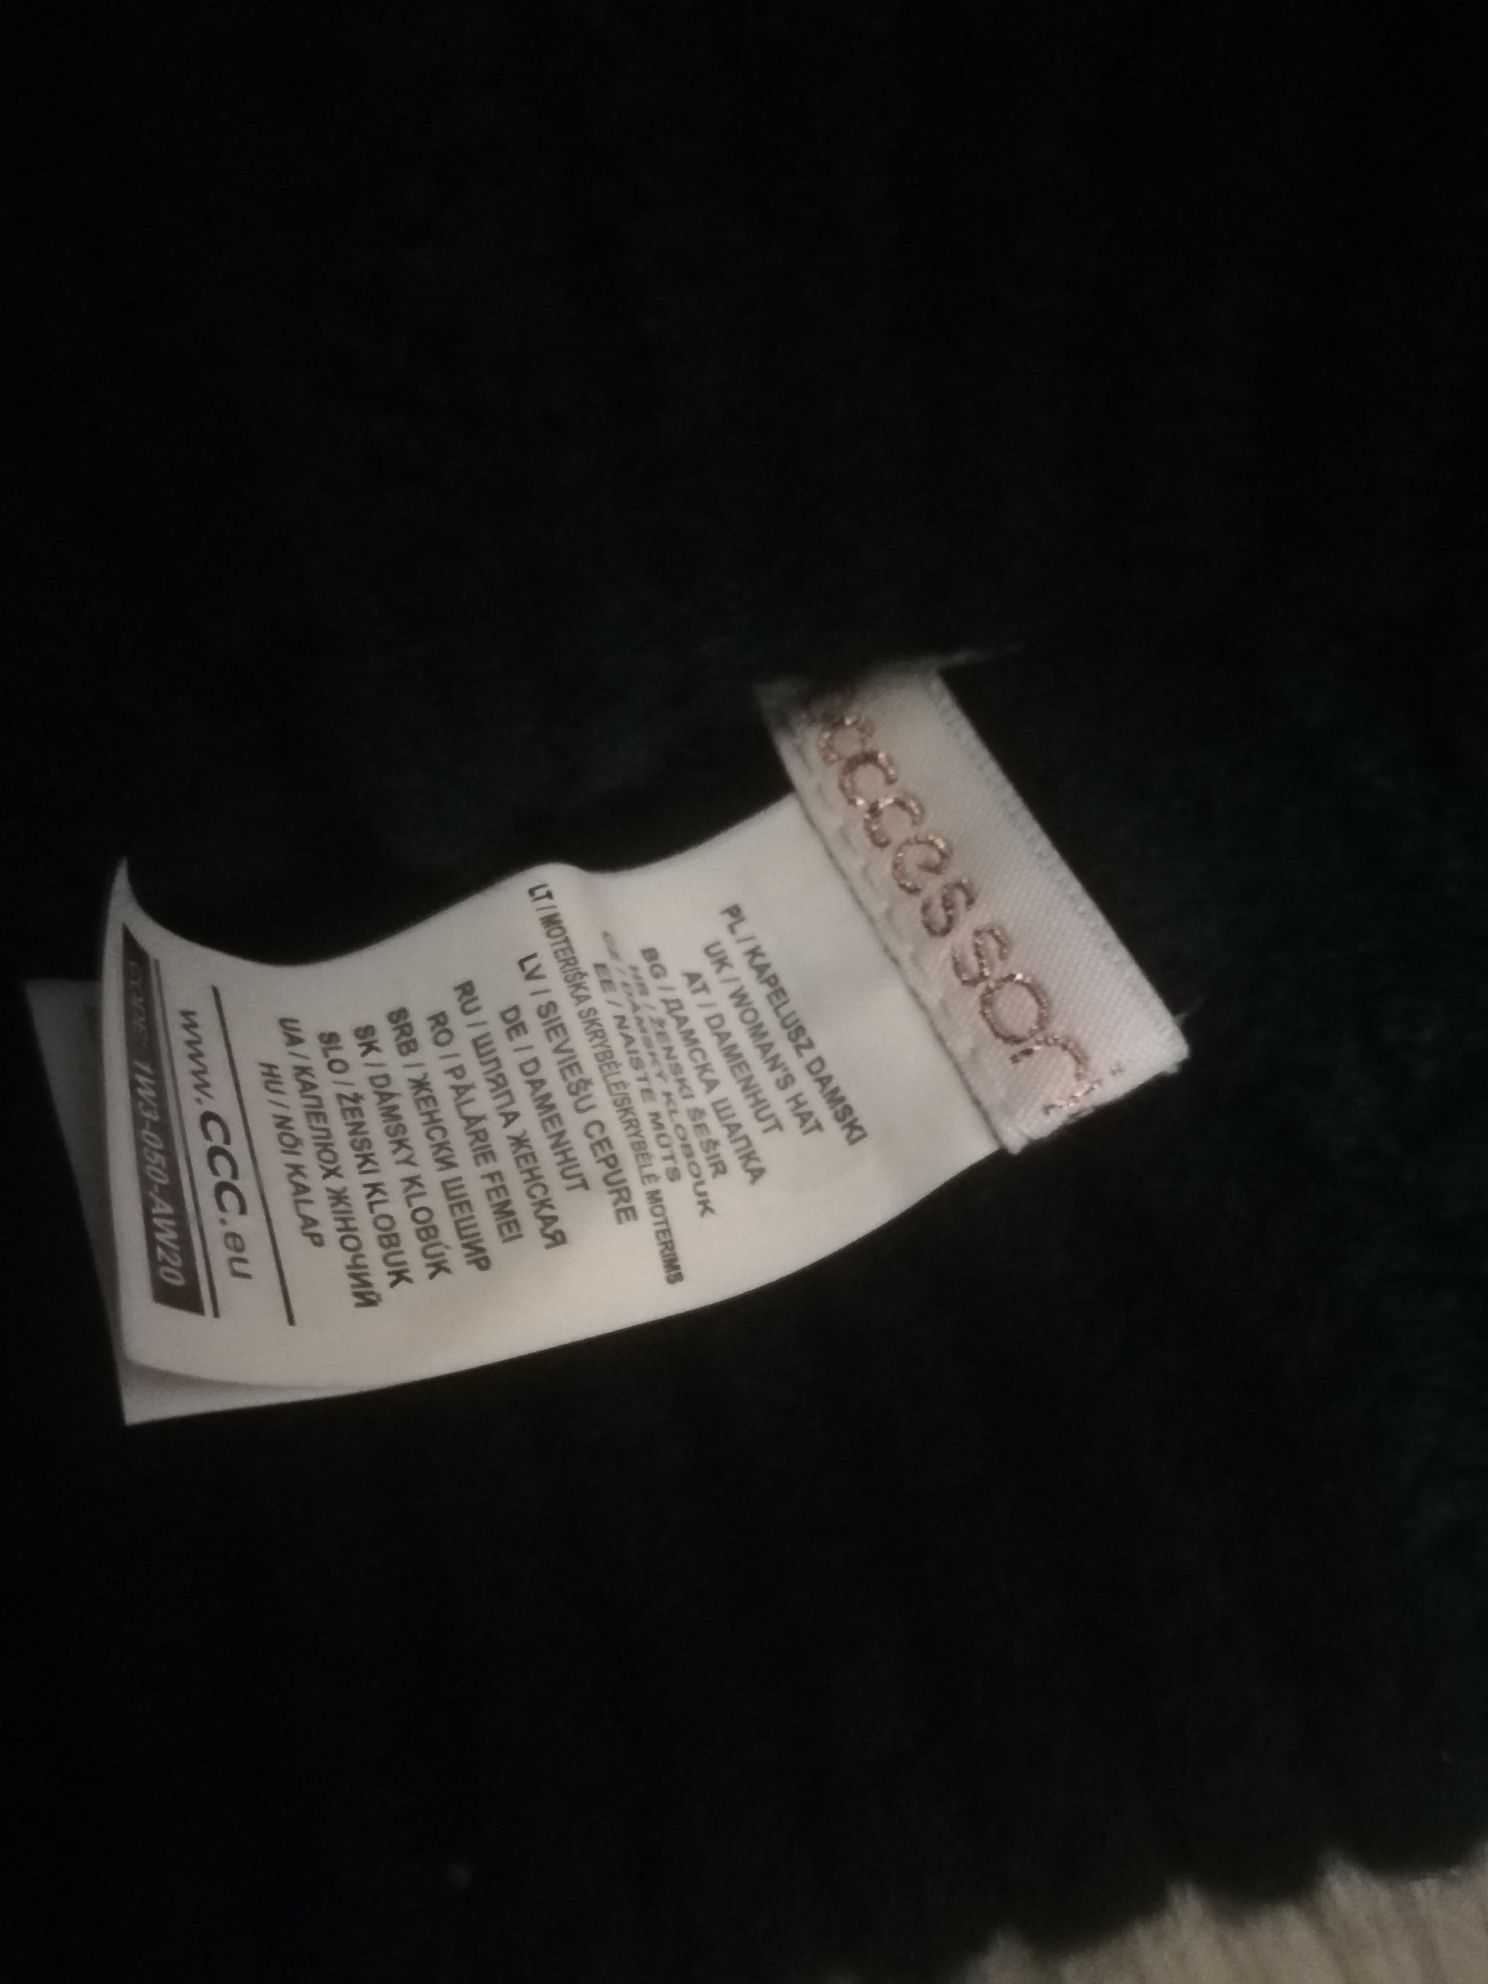 accessori
PL / KAPELUSZ DAMSKI
UK / WOMAN'S HAT
AT / DAMENHUT
BG / ДАМСКА ШАПКА
HR / ŽENSKI ŠEŠIR
CZ / DÁMSKÝ KLOBOUK
EE / NAISTE MÜTS
LT / MOTERIŠKA SKRYBĖLĖ/SKRYBĖLĖ MOTERIMS
LV / SIEVIEŠU CEPURE
DE / DAMENHUT
RU / ШЛЯПА ЖЕНСКАЯ
RO / PĂLĂRIE FEMEI
SRB / ЖЕНСКИ ШЕШИР
SK / DÁMSKY KLOBÚK
SLO / ŽENSKI KLOBUK
UA / КАПЕЛЮХ ЖІНОЧИЙ
HU / NŐI KALAP
www.CCC.eu
CODE: 1W3-050-AW20